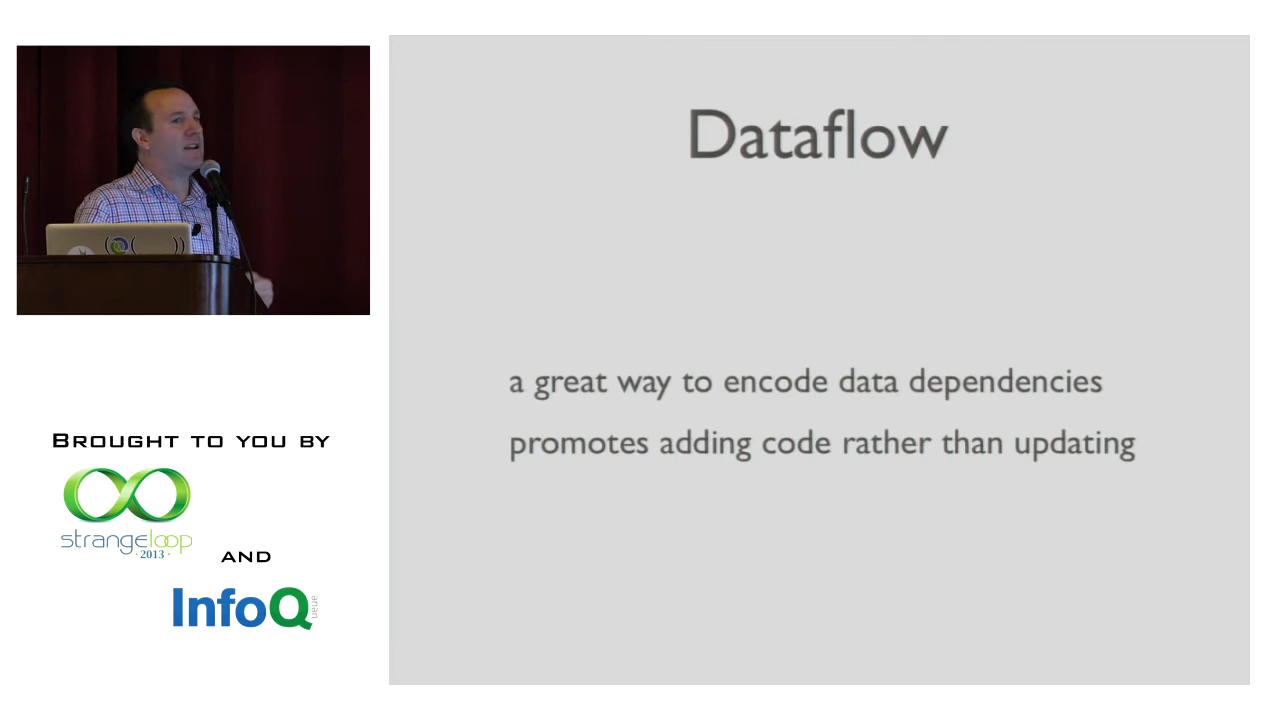 Dataflow
a great way to encode data dependencies
promotes adding code rather than updating
BROUGHT TO YOU BY
strangeloop
· 2013 ·
AND
InfoQ
ueue